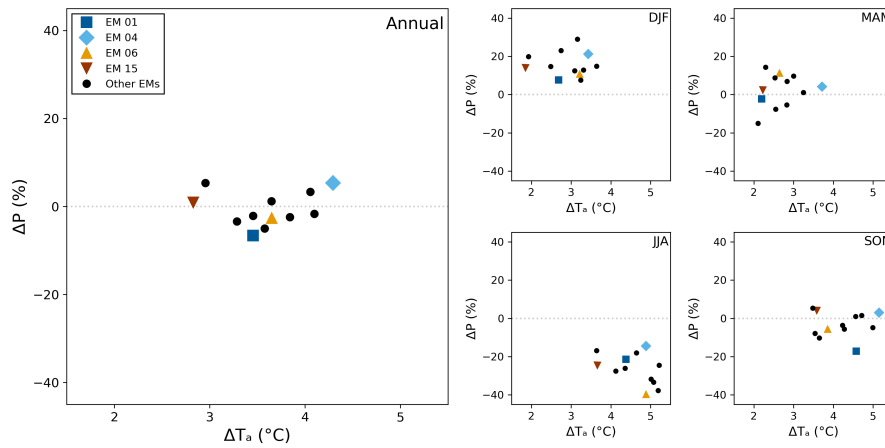 Annual
EM 01
EM 04
EM 06
EM 15
Other EMs
40
20
0
−20
−40
ΔP (%)
2 3 4 5
ΔTₐ (°C)
DJF
40
20
0
−20
−40
ΔP (%)
2 3 4 5
ΔTₐ (°C)
MAM
40
20
0
−20
−40
ΔP (%)
2 3 4 5
ΔTₐ (°C)
JJA
40
20
0
−20
−40
ΔP (%)
2 3 4 5
ΔTₐ (°C)
SON
40
20
0
−20
−40
ΔP (%)
2 3 4 5
ΔTₐ (°C)